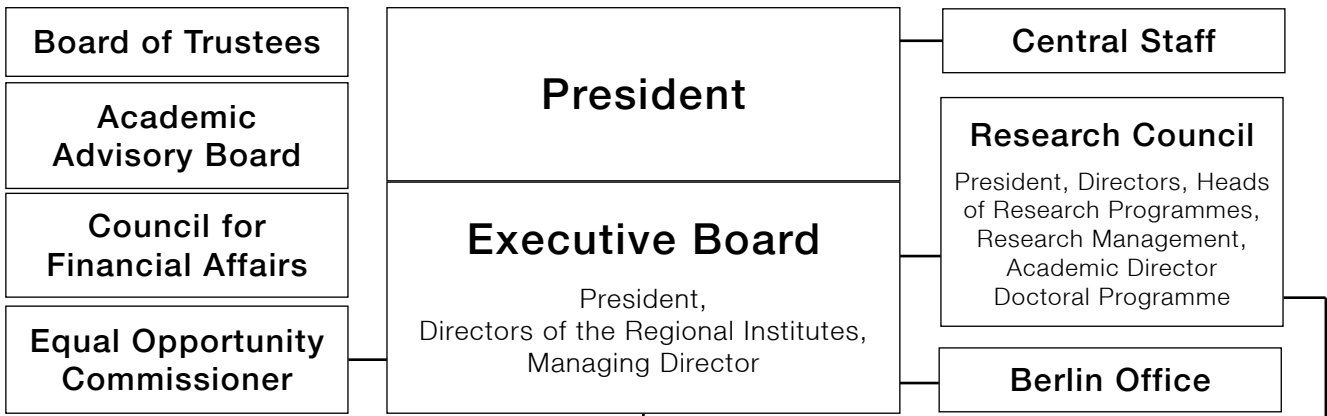 Board of Trustees
Academic
Advisory Board
Council for
Financial Affairs
Equal Opportunity
Commissioner
President
Executive Board
President,
Directors of the Regional Institutes,
Managing Director
Central Staff
Research Council
President, Directors, Heads
of Research Programmes,
Research Management,
Academic Director
Doctoral Programme
Berlin Office